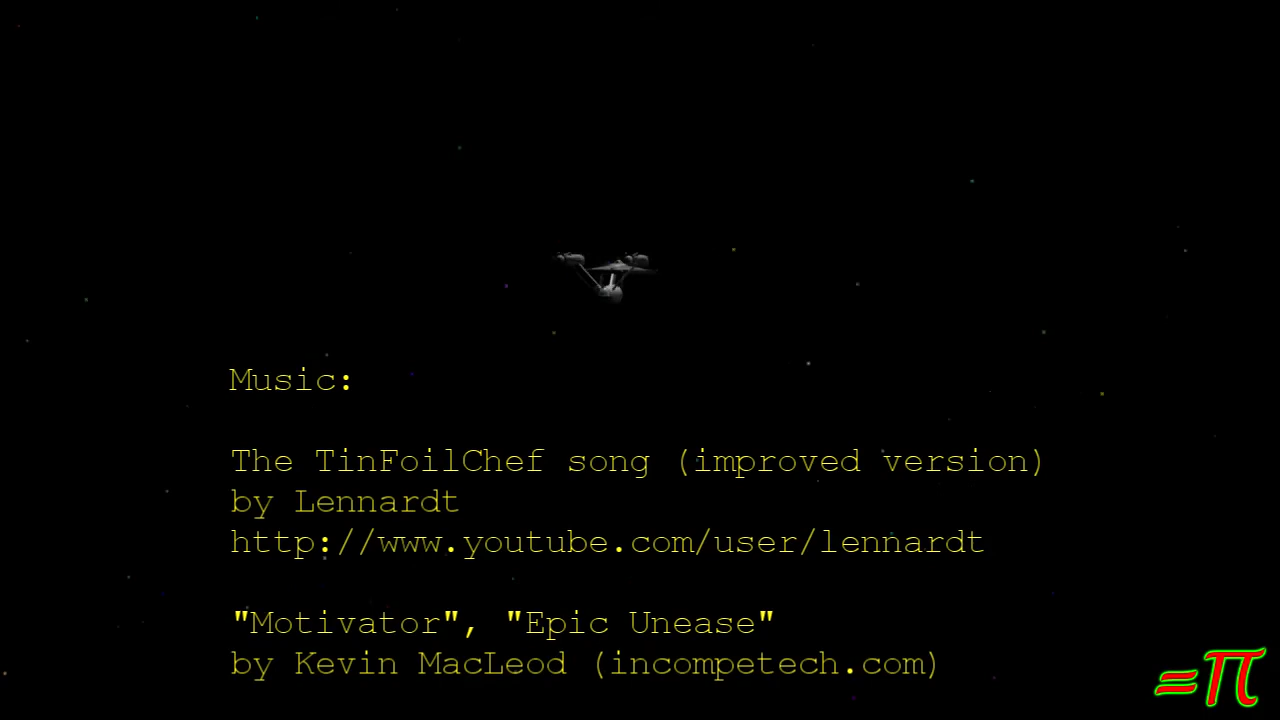 Music:
The TinFoilChef song (improved version)
by Lennardt
http://www.youtube.com/user/lennardt
"Motivator", "Epic Unease"
by Kevin MacLeod (incompetech.com)
=π